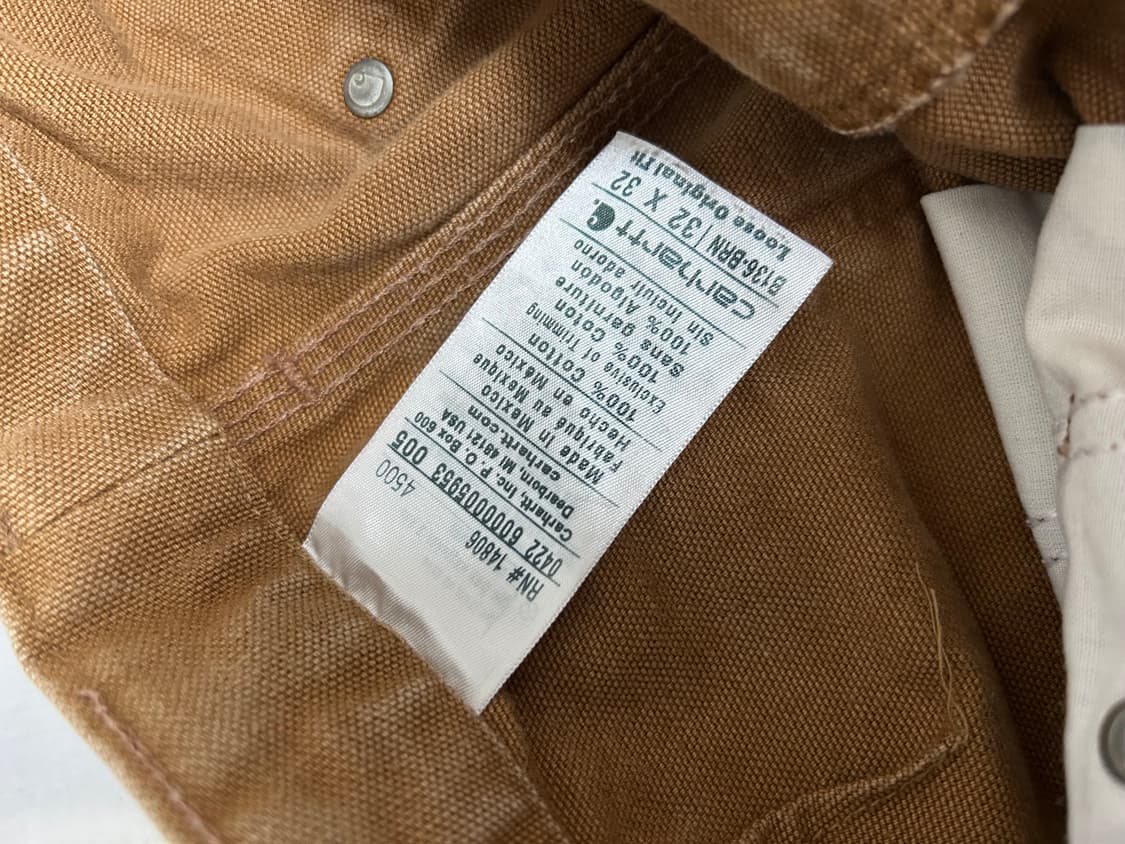 Loose Original Fit
B136-BRN | 32 X 32
Carhartt
100% Cotton
Exclusive of Trimming
100% Coton
Sans garniture
100% Algodon
sin incluir adorno
Made in Mexico
Fabriqué au Mexique
Hecho en México
Carhartt, Inc. P. O. Box 600
Dearborn, MI 48121 USA
carhartt.com
0422 60000059953 005
RN# 14806 4500